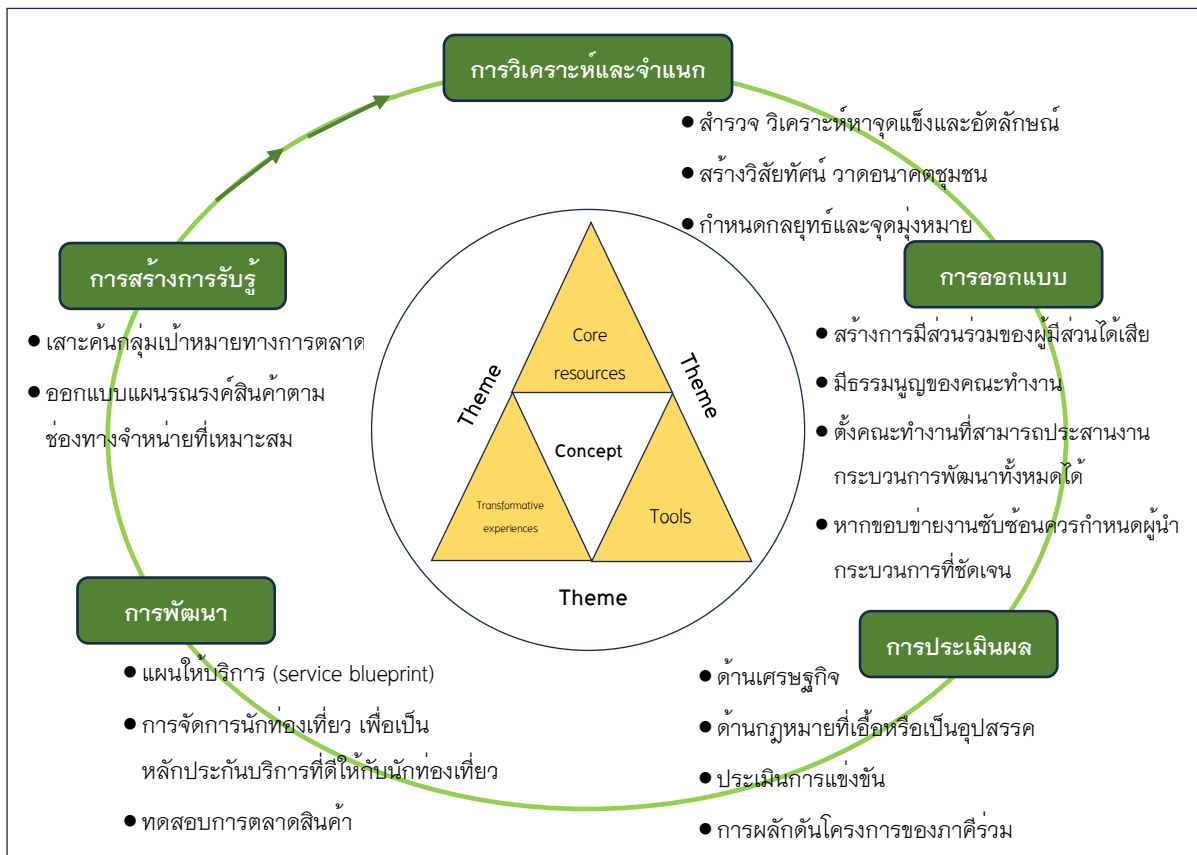 การวิเคราะห์และจำแนก
● สำรวจ วิเคราะห์หาจุดแข็งและอัตลักษณ์
● สร้างวิสัยทัศน์ วาดอนาคตชุมชน
● กำหนดกลยุทธ์และจุดมุ่งหมาย
การออกแบบ
● สร้างการมีส่วนร่วมของผู้มีส่วนได้เสีย
● มีธรรมนูญของคณะทำงาน
● ตั้งคณะทำงานที่สามารถประสานงาน
กระบวนการพัฒนาทั้งหมดได้
● หากขอบข่ายงานซับซ้อนควรกำหนดผู้นำ
กระบวนการที่ชัดเจน
การประเมินผล
● ด้านเศรษฐกิจ
● ด้านกฎหมายที่เอื้อหรือเป็นอุปสรรค
● ประเมินการแข่งขัน
● การผลักดันโครงการของภาคีร่วม
การพัฒนา
● แผนให้บริการ (service blueprint)
● การจัดการนักท่องเที่ยว เพื่อเป็น
หลักประกันบริการที่ดีให้กับนักท่องเที่ยว
● ทดสอบการตลาดสินค้า
การสร้างการรับรู้
● เสาะค้นกลุ่มเป้าหมายทางการตลาด
● ออกแบบแผนรณรงค์สินค้าตาม
ช่องทางจำหน่ายที่เหมาะสม
Theme
Theme
Core
resources
Concept
Transformative
experiences
Tools
Theme